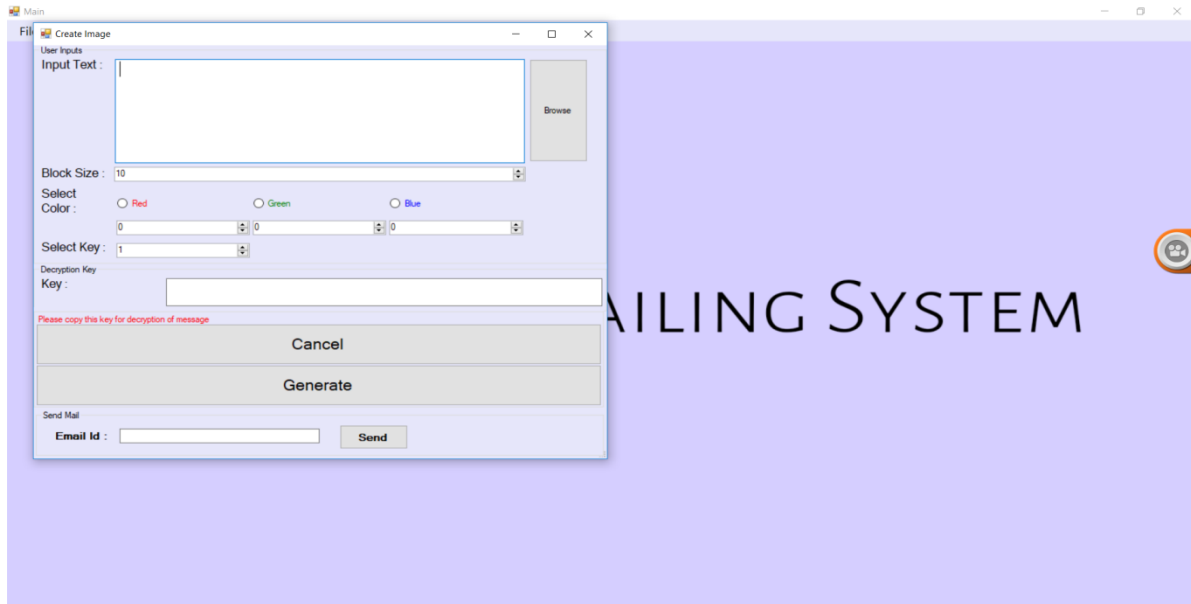 Main
Create Image
User Inputs
Input Text :
Browse
Block Size : 10
Select
Color :
Red Green Blue
0 0 0
Select Key : 1
Decryption Key
Key :
Please copy this key for decryption of message
Cancel
Generate
Send Mail
Email Id : Send
AILING SYSTEM